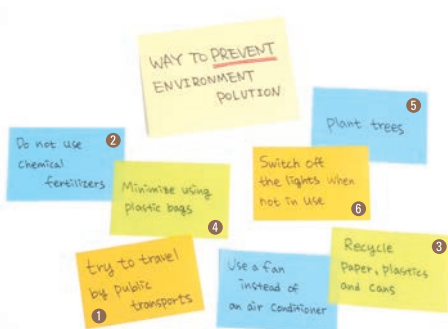 WAY TO PREVENT
ENVIRONMENT
POLUTION
Do not use
chemical
fertilizers
2
Minimize using
plastic bags
4
Plant trees
5
Switch off
the lights when
not in use
6
try to travel
by public
transports
1
Use a fan
instead of
an air Conditioner
Recycle
paper, plastics
and cans
3